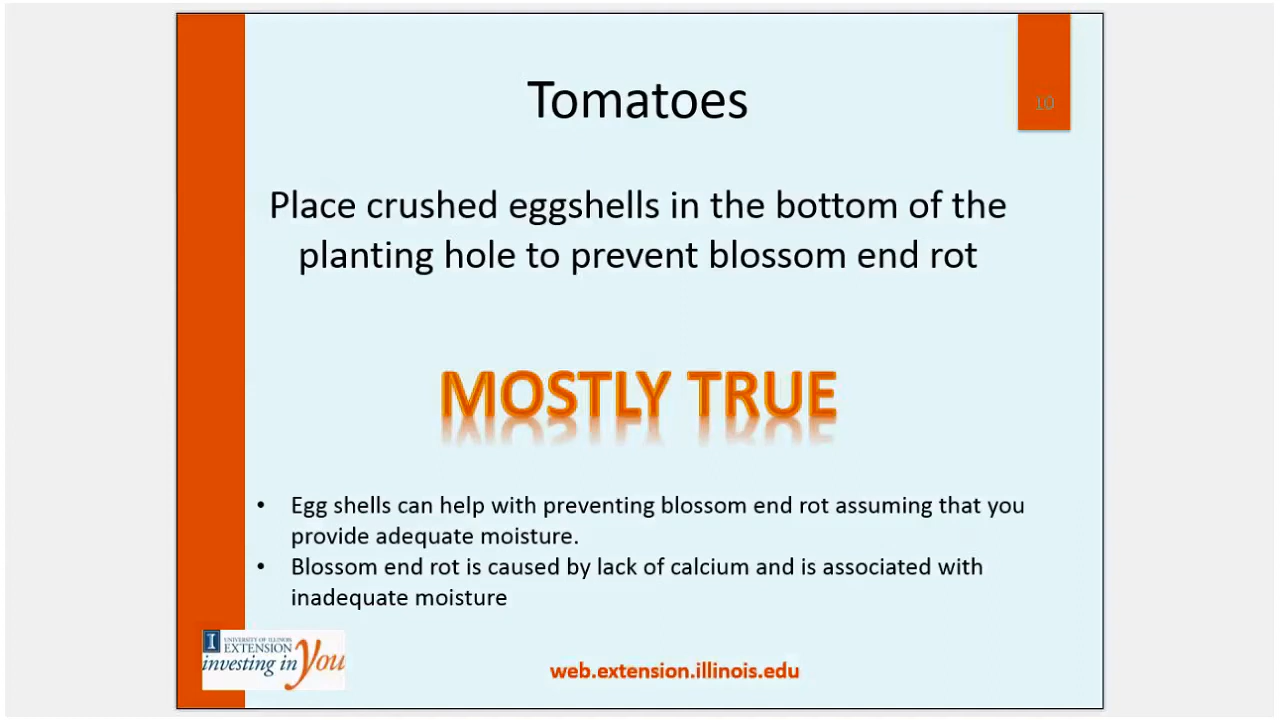 Tomatoes
10
Place crushed eggshells in the bottom of the
planting hole to prevent blossom end rot
MOSTLY TRUE
• Egg shells can help with preventing blossom end rot assuming that you
provide adequate moisture.
• Blossom end rot is caused by lack of calcium and is associated with
inadequate moisture
I
UNIVERSITY OF ILLINOIS
EXTENSION
investing in you
web.extension.illinois.edu